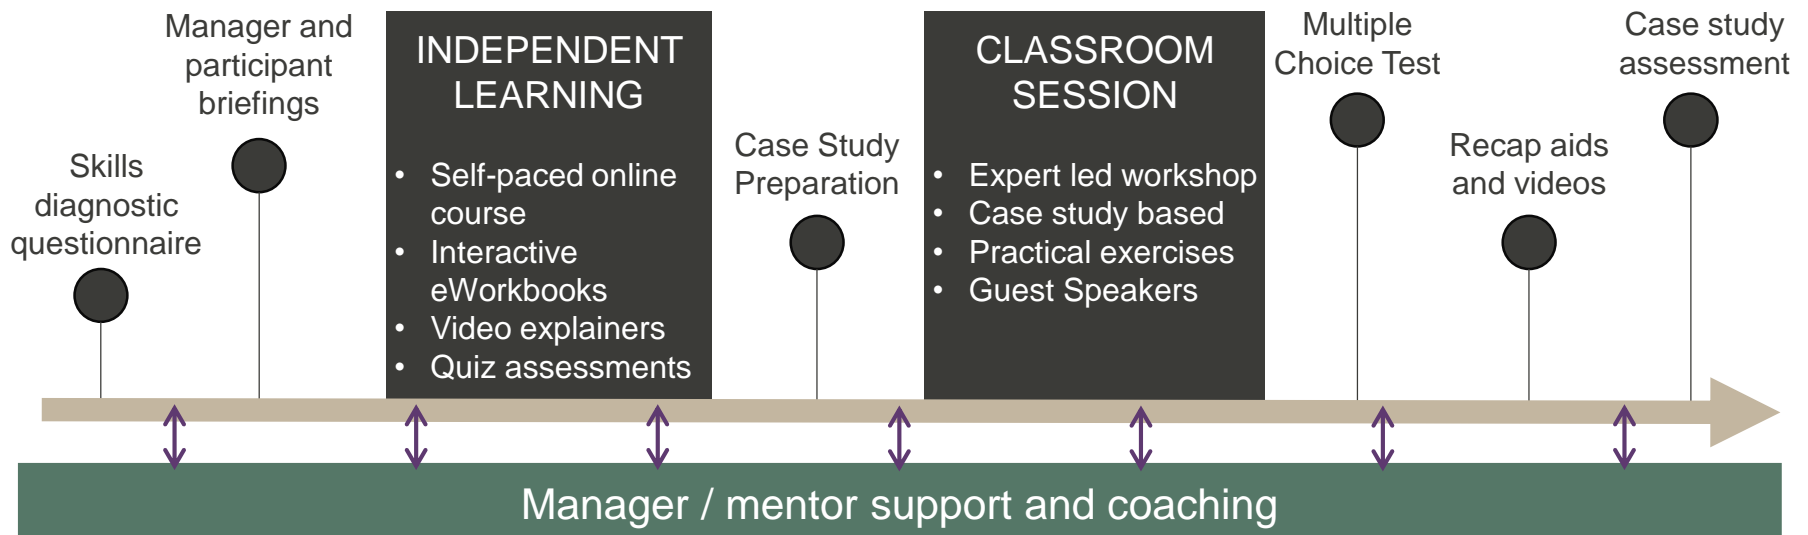 Skills
diagnostic
questionnaire
Manager and
participant
briefings
INDEPENDENT
LEARNING
• Self-paced online
course
• Interactive
eWorkbooks
• Video explainers
• Quiz assessments
Case Study
Preparation
CLASSROOM
SESSION
• Expert led workshop
• Case study based
• Practical exercises
• Guest Speakers
Multiple
Choice Test
Recap aids
and videos
Case study
assessment
Manager / mentor support and coaching